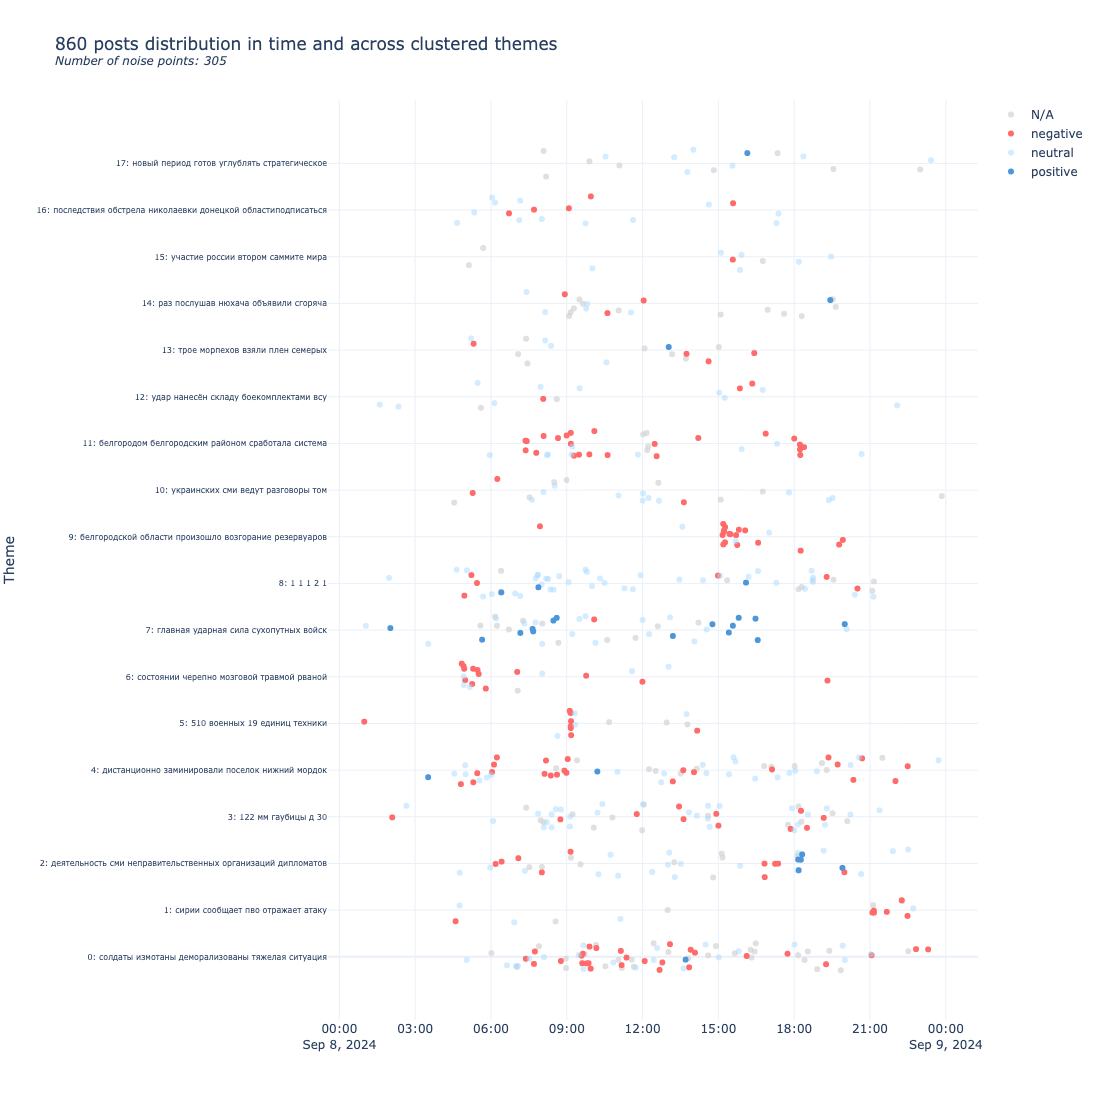 860 posts distribution in time and across clustered themes
Number of noise points: 305
N/A
negative
neutral
positive
Theme
17: новый период готов углублять стратегическое
16: последствия обстрела николаевки донецкой областиподписаться
15: участие россии втором саммите мира
14: раз послушав нюхача объявили сгоряча
13: трое морпехов взяли плен семерых
12: удар нанесён складу боекомплектами всу
11: белгородом белгородским районом сработала система
10: украинских сми ведут разговоры том
9: белгородской области произошло возгорание резервуаров
8: 1 1 1 2 1
7: главная ударная сила сухопутных войск
6: состоянии черепно мозговой травмой рваной
5: 510 военных 19 единиц техники
4: дистанционно заминировали поселок нижний мордок
3: 122 мм гаубицы д 30
2: деятельность сми неправительственных организаций дипломатов
1: сирии сообщает пво отражает атаку
0: солдаты измотаны деморализованы тяжелая ситуация
00:00 03:00 06:00 09:00 12:00 15:00 18:00 21:00 00:00
Sep 8, 2024 Sep 9, 2024